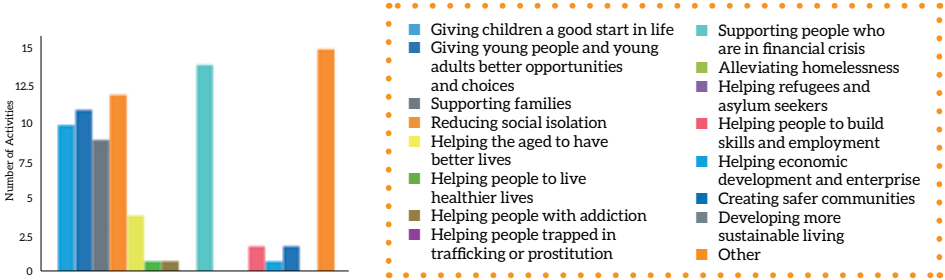 15
12.5
10
7.5
5
2.5
0
Number of Activities
Giving children a good start in life
Giving young people and young
adults better opportunities
and choices
Supporting families
Reducing social isolation
Helping the aged to have
better lives
Helping people to live
healthier lives
Helping people with addiction
Helping people trapped in
trafficking or prostitution
Supporting people who
are in financial crisis
Alleviating homelessness
Helping refugees and
asylum seekers
Helping people to build
skills and employment
Helping economic
development and enterprise
Creating safer communities
Developing more
sustainable living
Other